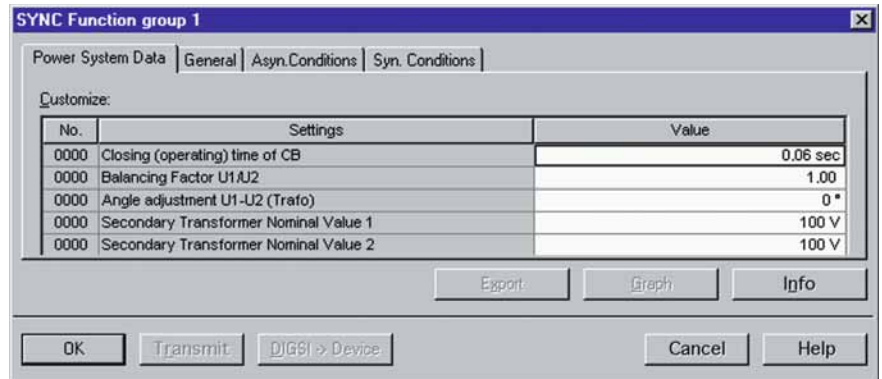 SYNC Function group 1
Power System Data General Asyn.Conditions Syn. Conditions
Customize:
No. Settings Value
0000 Closing (operating) time of CB 0.06 sec
0000 Balancing Factor U1/U2 1.00
0000 Angle adjustment U1-U2 (Trafo) 0 °
0000 Secondary Transformer Nominal Value 1 100 V
0000 Secondary Transformer Nominal Value 2 100 V
Export Graph Info
OK Transmit DIGSI -> Device Cancel Help